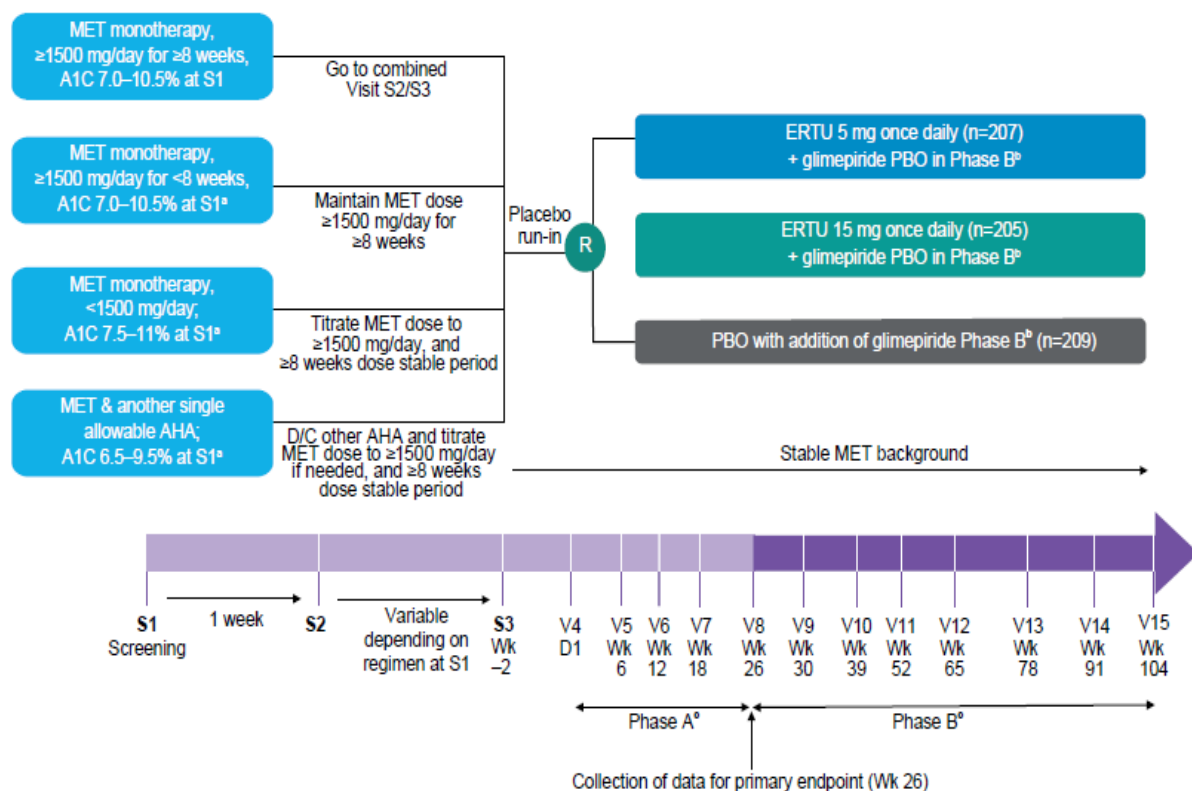 MET monotherapy,
≥1500 mg/day for ≥8 weeks,
A1C 7.0–10.5% at S1
Go to combined
Visit S2/S3
MET monotherapy,
≥1500 mg/day for <8 weeks,
A1C 7.0–10.5% at S1ᵃ
Maintain MET dose
≥1500 mg/day for
≥8 weeks
MET monotherapy,
<1500 mg/day;
A1C 7.5–11% at S1ᵃ
Titrate MET dose to
≥1500 mg/day, and
≥8 weeks dose stable period
MET & another single
allowable AHA;
A1C 6.5–9.5% at S1ᵃ
D/C other AHA and titrate
MET dose to ≥1500 mg/day
if needed, and ≥8 weeks
dose stable period
Placebo
run-in
R
ERTU 5 mg once daily (n=207)
+ glimepiride PBO in Phase Bᵇ
ERTU 15 mg once daily (n=205)
+ glimepiride PBO in Phase Bᵇ
PBO with addition of glimepiride Phase Bᵇ (n=209)
Stable MET background
S1
Screening
1 week
S2
Variable
depending on
regimen at S1
S3
Wk
–2
V4
D1
V5
Wk
6
V6
Wk
12
V7
Wk
18
V8
Wk
26
V9
Wk
30
V10
Wk
39
V11
Wk
52
V12
Wk
65
V13
Wk
78
V14
Wk
91
V15
Wk
104
Phase Aᶜ
Phase Bᶜ
Collection of data for primary endpoint (Wk 26)